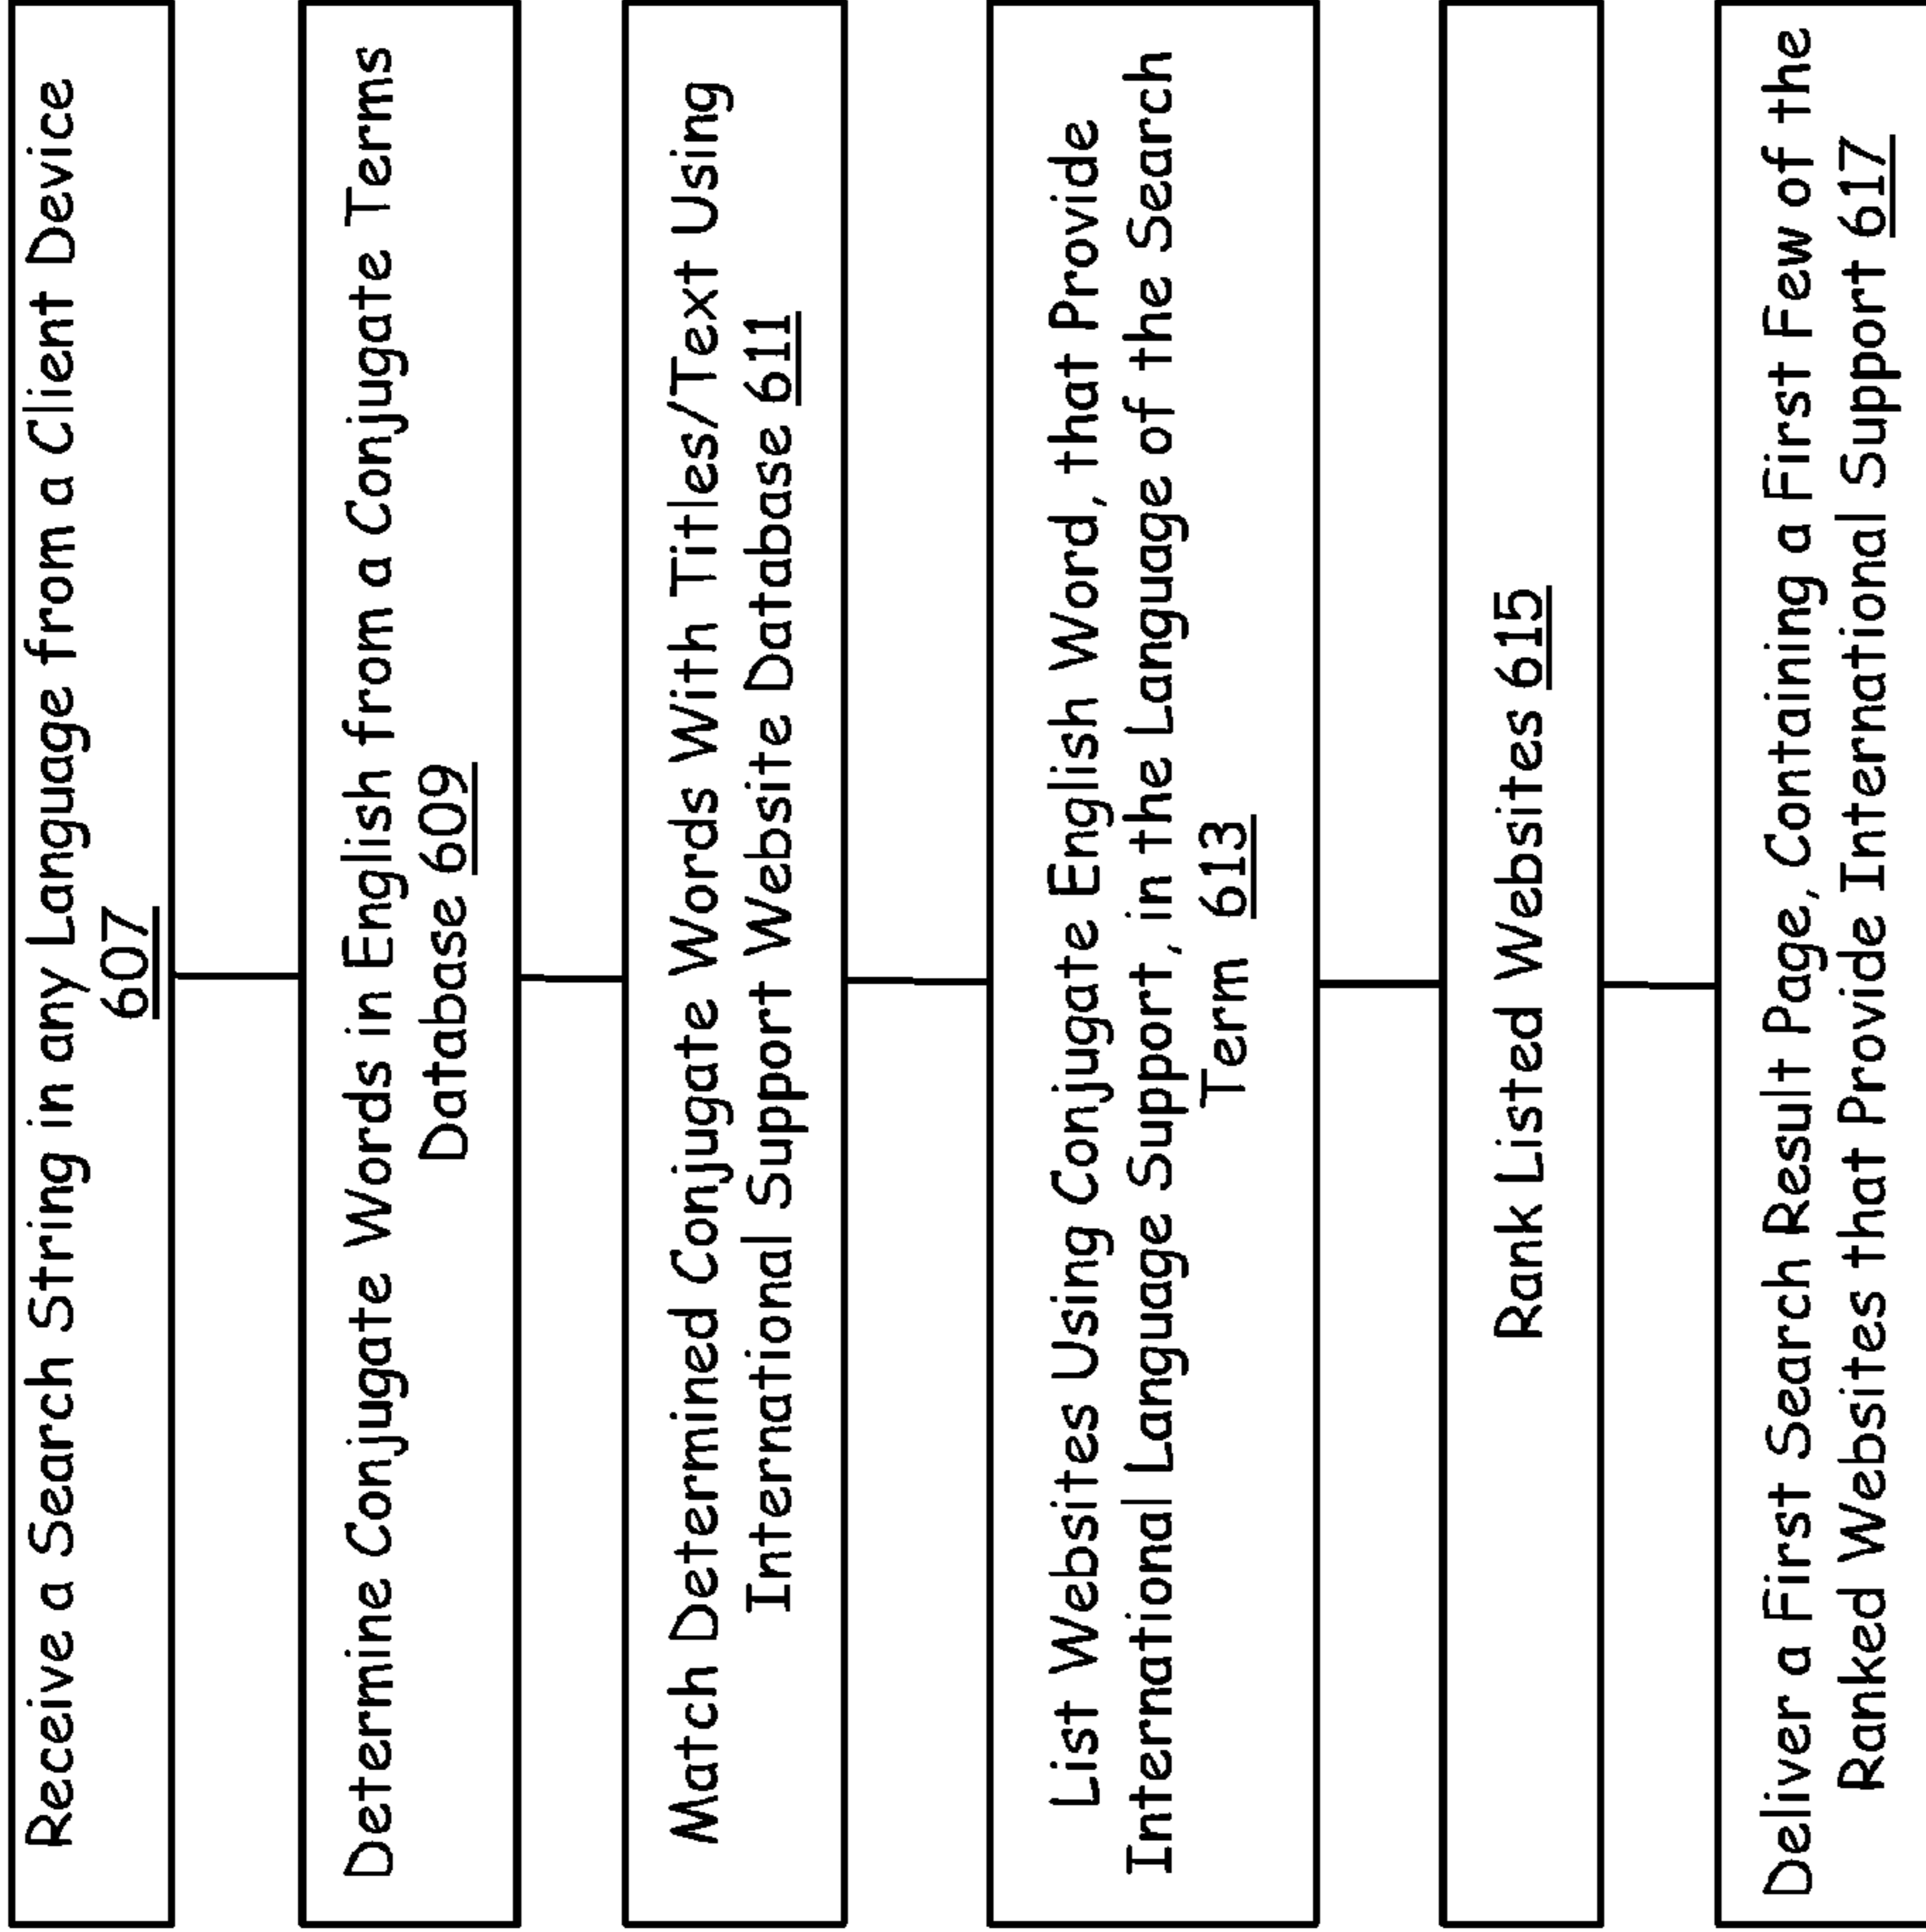 Receive a Search String in any Language from a Client Device
607
Determine Conjugate Words in English from a Conjugate Terms
Database 609
Match Determined Conjugate Words With Titles/Text Using
International Support Website Database 611
List Websites Using Conjugate English Word, that Provide
International Language Support, in the Language of the Search
Term 613
Rank Listed Websites 615
Deliver a First Search Result Page, Containing a First Few of the
Ranked Websites that Provide International Support 617